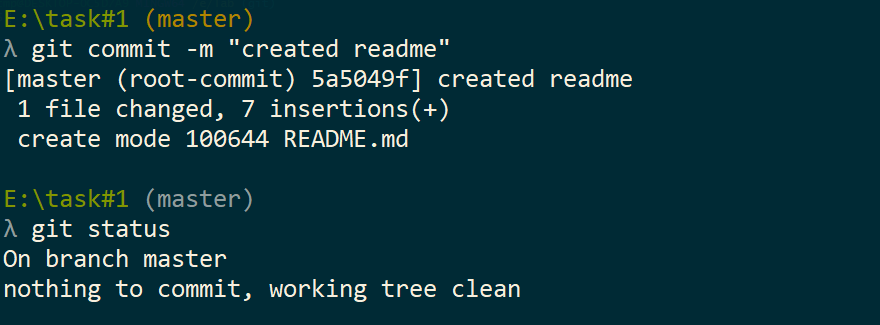 E:\task#1 (master)
λ git commit -m "created readme"
[master (root-commit) 5a5049f] created readme
 1 file changed, 7 insertions(+)
 create mode 100644 README.md

E:\task#1 (master)
λ git status
On branch master
nothing to commit, working tree clean